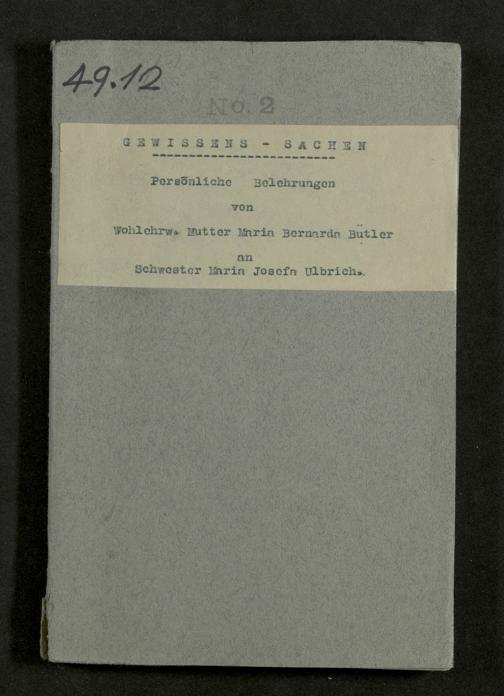 49.12
No. 2
GEWISSENS - SACHEN
Persönliche Belehrungen
von
Wohlehrw. Mutter Maria Bernarda Bütler
an
Schwester Maria Josefa Ulbrich.